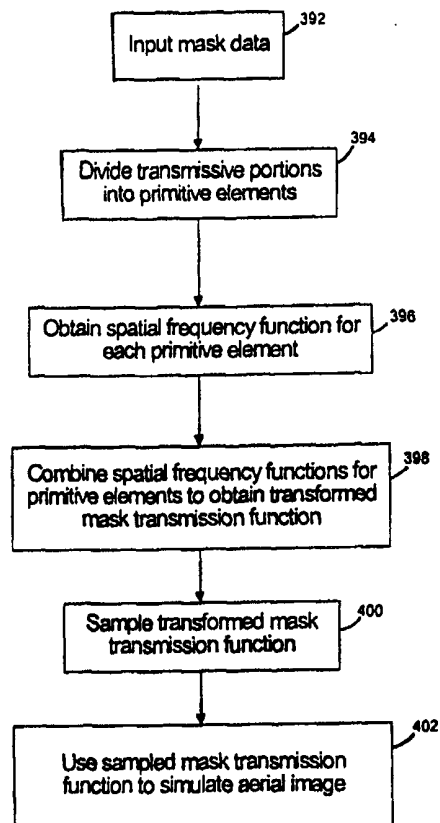 Input mask data
392
Divide transmissive portions
into primitive elements
394
Obtain spatial frequency function for
each primitive element
396
Combine spatial frequency functions for
primitive elements to obtain transformed
mask transmission function
398
Sample transformed mask
transmission function
400
Use sampled mask transmission
function to simulate aerial image
402